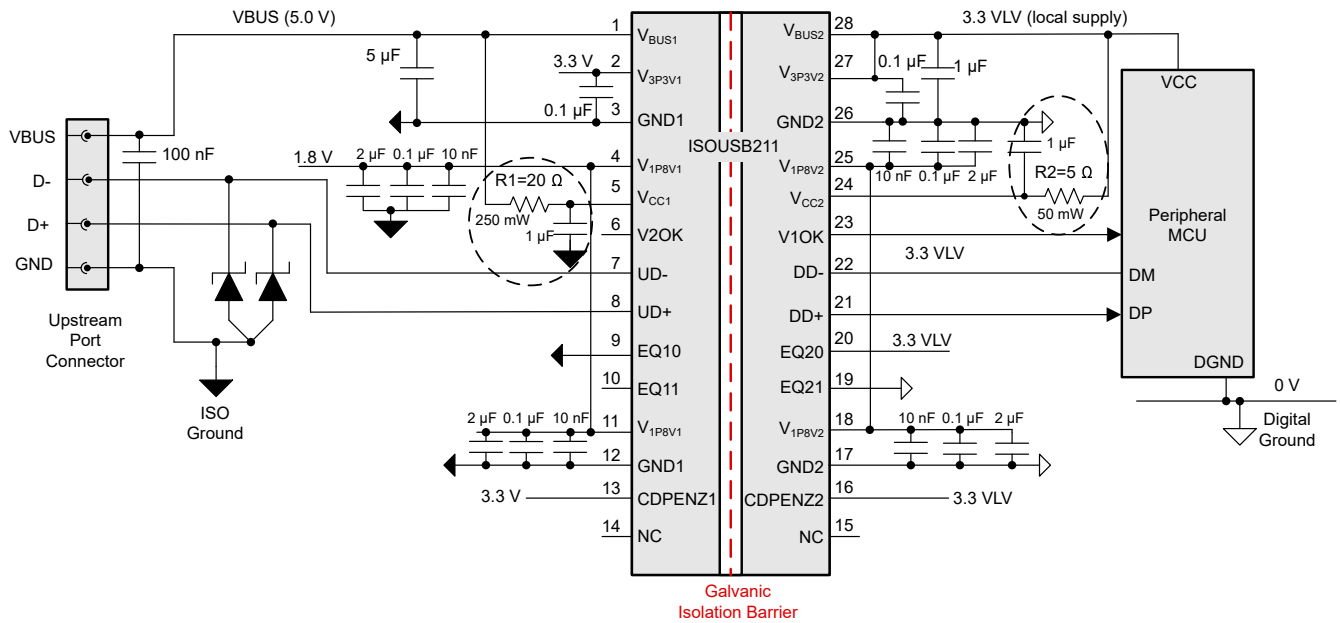 VBUS (5.0 V)
3.3 VLV (local supply)
VBUS
D-
D+
GND
Upstream
Port
Connector
100 nF
ISO
Ground
5 µF
3.3 V
0.1 µF
1.8 V
2 µF 0.1 µF 10 nF
R1=20 Ω
250 mW
1 µF
2 µF 0.1 µF 10 nF
3.3 V
1 VBUS1
2 V3P3V1
3 GND1
4 V1P8V1
5 VCC1
6 V2OK
7 UD-
8 UD+
9 EQ10
10 EQ11
11 V1P8V1
12 GND1
13 CDPENZ1
14 NC
ISOUSB211
VBUS2 28
V3P3V2 27
GND2 26
V1P8V2 25
VCC2 24
V1OK 23
DD- 22
DD+ 21
EQ20 20
EQ21 19
V1P8V2 18
GND2 17
CDPENZ2 16
NC 15
0.1 µF
1 µF
10 nF 0.1 µF 2 µF
1 µF
R2=5 Ω
50 mW
3.3 VLV
3.3 VLV
10 nF 0.1 µF 2 µF
3.3 VLV
VCC
Peripheral
MCU
DM
DP
DGND
0 V
Digital
Ground
Galvanic
Isolation Barrier